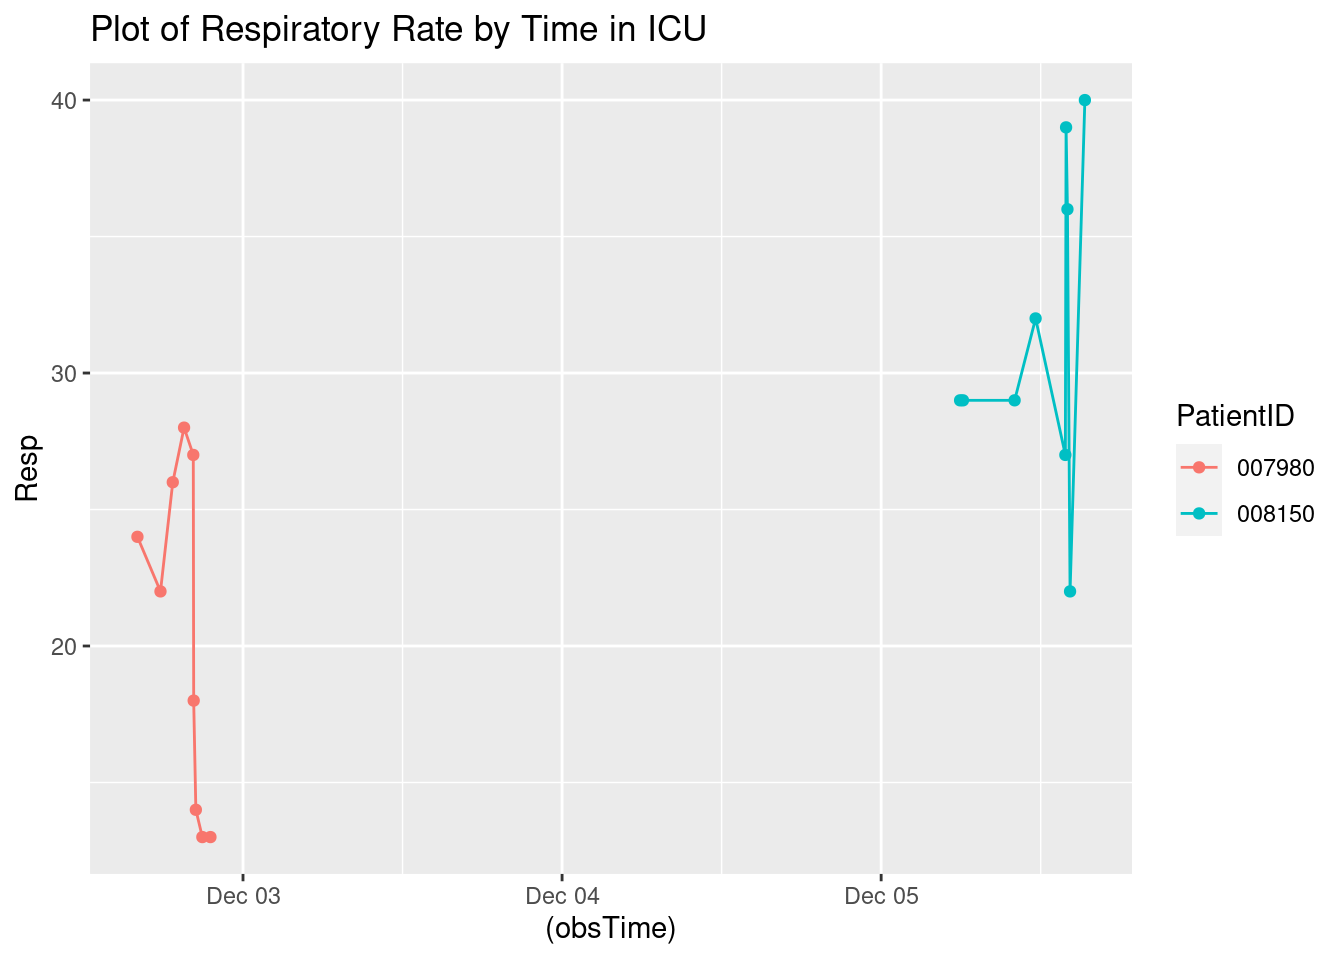 Plot of Respiratory Rate by Time in ICU
40
30
20
Resp
Dec 03
Dec 04
Dec 05
(obsTime)
PatientID
007980
008150